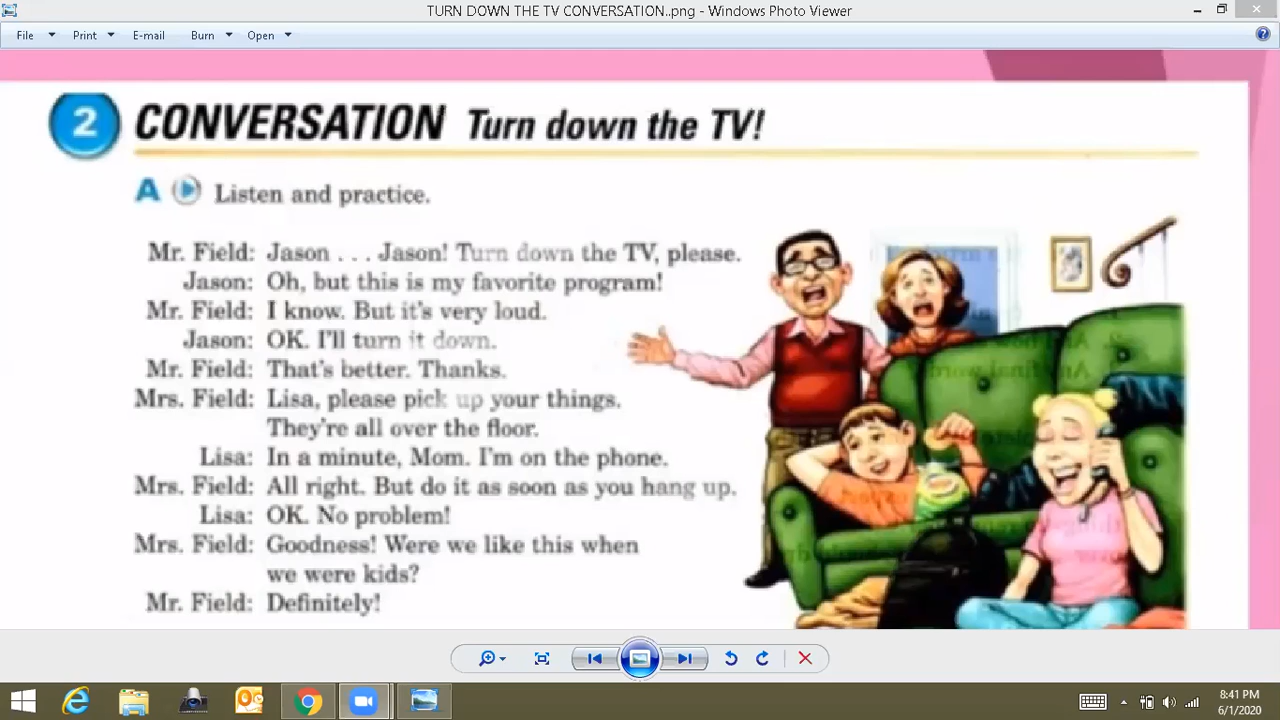 TURN DOWN THE TV CONVERSATION..png - Windows Photo Viewer
File Print E-mail Burn Open
2 CONVERSATION Turn down the TV!
A Listen and practice.
Mr. Field: Jason . . . Jason! Turn down the TV, please.
Jason: Oh, but this is my favorite program!
Mr. Field: I know. But it's very loud.
Jason: OK. I'll turn it down.
Mr. Field: That's better. Thanks.
Mrs. Field: Lisa, please pick up your things.
They're all over the floor.
Lisa: In a minute, Mom. I'm on the phone.
Mrs. Field: All right. But do it as soon as you hang up.
Lisa: OK. No problem!
Mrs. Field: Goodness! Were we like this when
we were kids?
Mr. Field: Definitely!
8:41 PM
6/1/2020